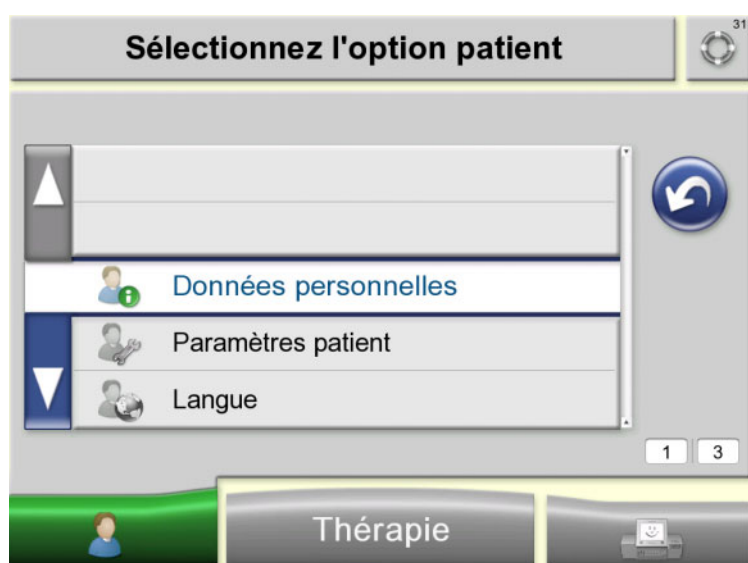 Sélectionnez l'option patient
31
Données personnelles
Paramètres patient
Langue
1 3
Thérapie